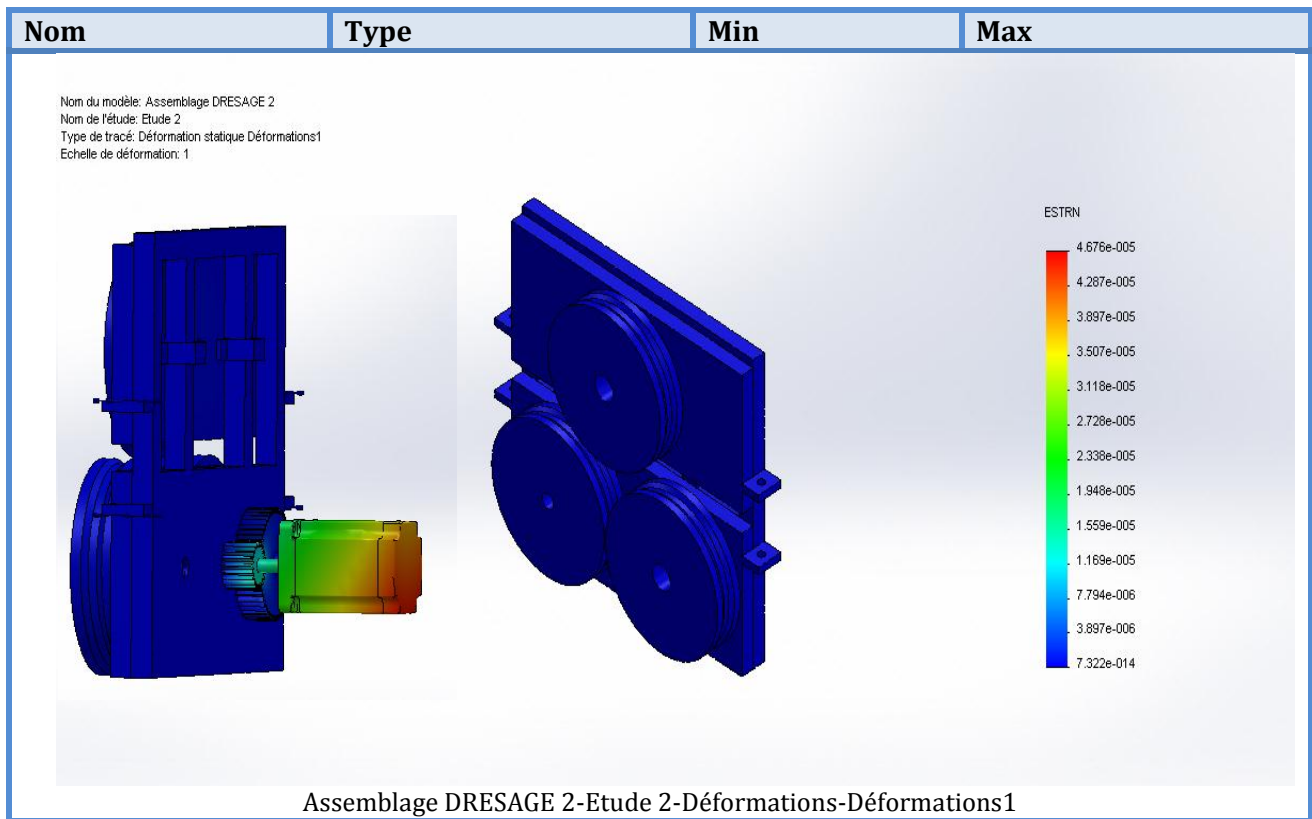 Nom Type Min Max
Nom du modèle: Assemblage DRESAGE 2
Nom de l'étude: Etude 2
Type de tracé: Déformation statique Déformations1
Echelle de déformation: 1
ESTRN
4.676e-005
4.287e-005
3.897e-005
3.507e-005
3.118e-005
2.728e-005
2.338e-005
1.948e-005
1.559e-005
1.169e-005
7.794e-006
3.897e-006
7.322e-014
Assemblage DRESAGE 2-Etude 2-Déformations-Déformations1